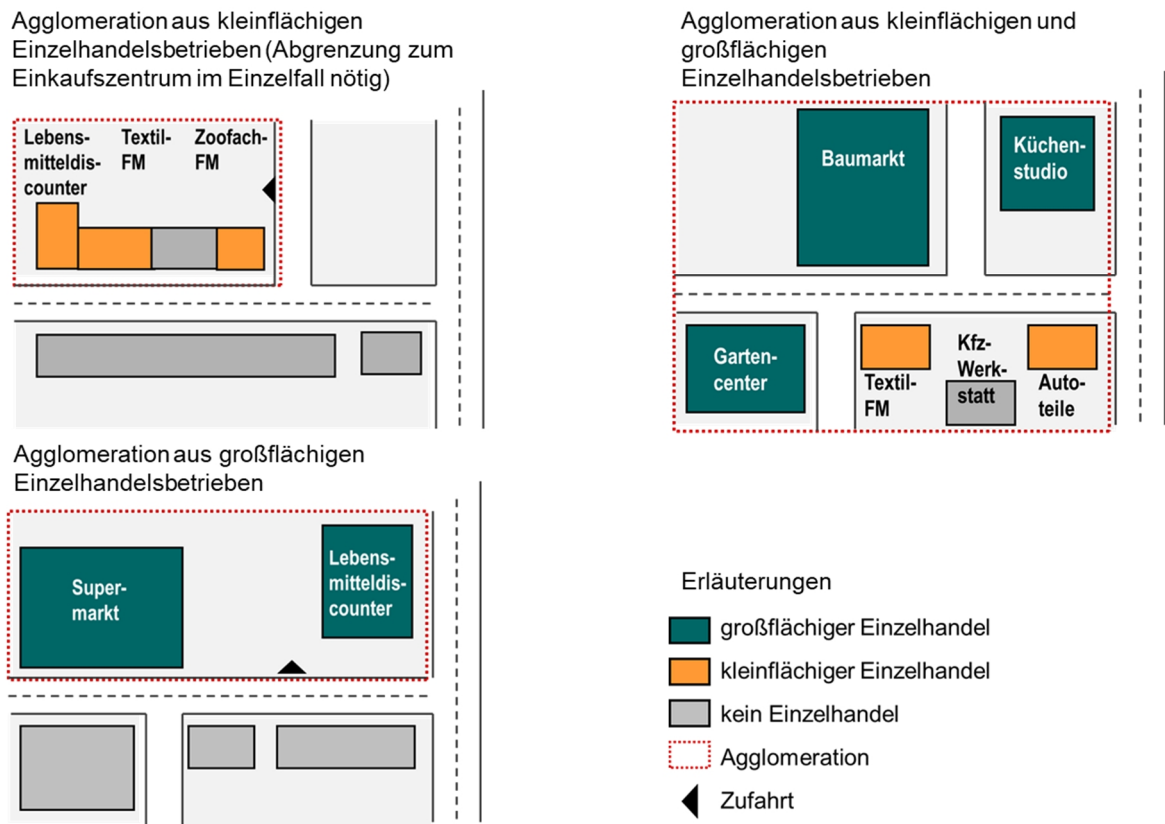 Agglomeration aus kleinflächigen
Einzelhandelsbetrieben (Abgrenzung zum
Einkaufszentrum im Einzelfall nötig)
Lebens-
mitteldis-
counter
Textil-
FM
Zoofach-
FM
Agglomeration aus kleinflächigen und
großflächigen
Einzelhandelsbetrieben
Baumarkt
Küchen-
studio
Garten-
center
Textil-
FM
Kfz-
Werk-
statt
Auto-
teile
Agglomeration aus großflächigen
Einzelhandelsbetrieben
Super-
markt
Lebens-
mitteldis-
counter
Erläuterungen
großflächiger Einzelhandel
kleinflächiger Einzelhandel
kein Einzelhandel
Agglomeration
Zufahrt